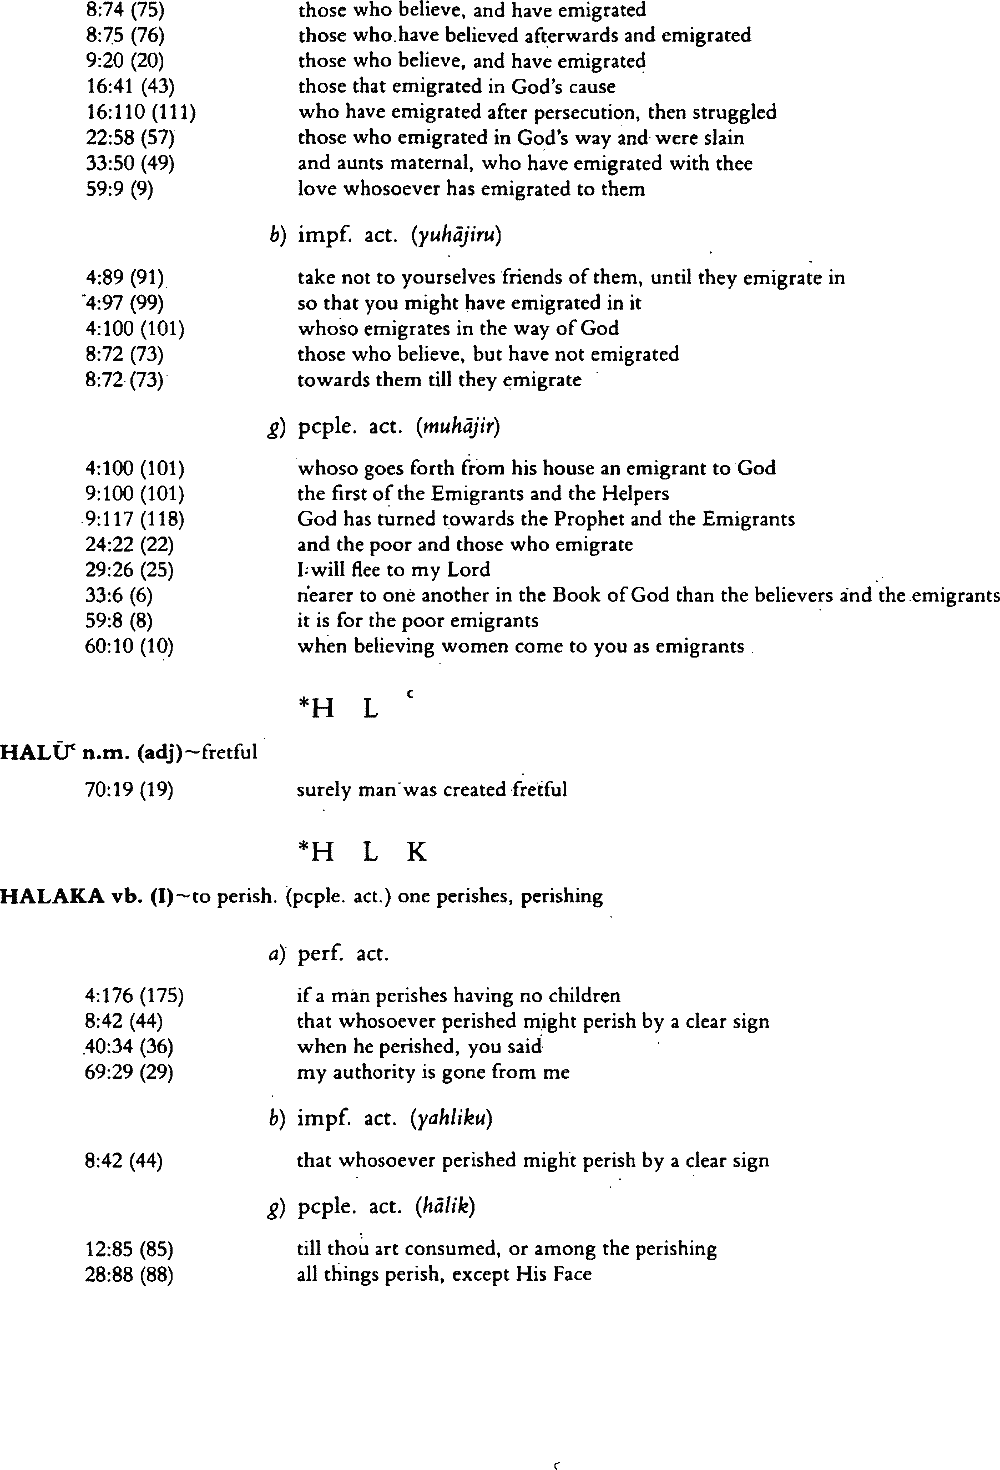 8:74 (75) those who believe, and have emigrated
8:75 (76) those who have believed afterwards and emigrated
9:20 (20) those who believe, and have emigrated
16:41 (43) those that emigrated in God's cause
16:110 (111) who have emigrated after persecution, then struggled
22:58 (57) those who emigrated in God's way and were slain
33:50 (49) and aunts maternal, who have emigrated with thee
59:9 (9) love whosoever has emigrated to them
b) impf. act. (yuhājiru)
4:89 (91) take not to yourselves friends of them, until they emigrate in
4:97 (99) so that you might have emigrated in it
4:100 (101) whoso emigrates in the way of God
8:72 (73) those who believe, but have not emigrated
8:72 (73) towards them till they emigrate
g) pcple. act. (muhājir)
4:100 (101) whoso goes forth from his house an emigrant to God
9:100 (101) the first of the Emigrants and the Helpers
9:117 (118) God has turned towards the Prophet and the Emigrants
24:22 (22) and the poor and those who emigrate
29:26 (25) I will flee to my Lord
33:6 (6) nearer to one another in the Book of God than the believers and the emigrants
59:8 (8) it is for the poor emigrants
60:10 (10) when believing women come to you as emigrants
*H L ʿ
HALŪʿ n.m. (adj)~fretful
70:19 (19) surely man was created fretful
*H L K
HALAKA vb. (I)~to perish. (pcple. act.) one perishes, perishing
a) perf. act.
4:176 (175) if a man perishes having no children
8:42 (44) that whosoever perished might perish by a clear sign
40:34 (36) when he perished, you said
69:29 (29) my authority is gone from me
b) impf. act. (yahliku)
8:42 (44) that whosoever perished might perish by a clear sign
g) pcple. act. (hālik)
12:85 (85) till thou art consumed, or among the perishing
28:88 (88) all things perish, except His Face